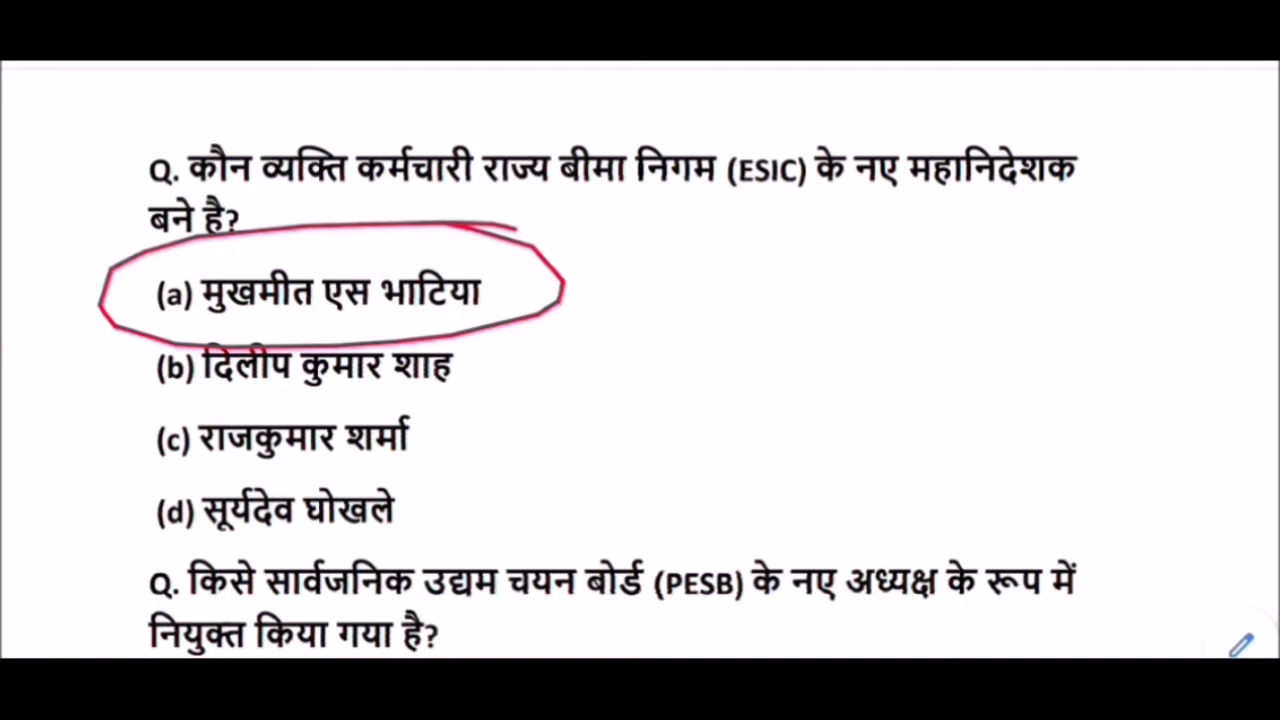 Q. कौन व्यक्ति कर्मचारी राज्य बीमा निगम (ESIC) के नए महानिदेशक
बने है?
(a) मुखमीत एस भाटिया
(b) दिलीप कुमार शाह
(c) राजकुमार शर्मा
(d) सूर्यदेव घोखले
Q. किसे सार्वजनिक उद्यम चयन बोर्ड (PESB) के नए अध्यक्ष के रूप में
नियुक्त किया गया है?